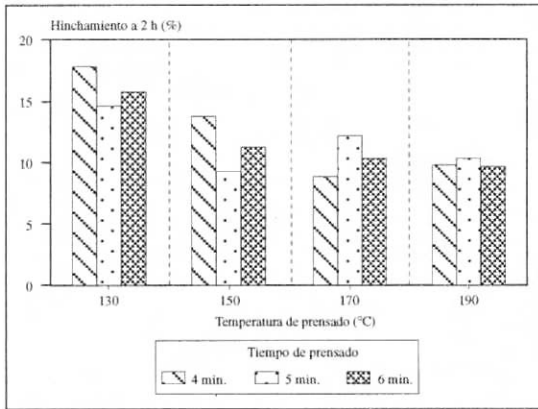 Hinchamiento a 2 h (%)
20
15
10
5
0
130 150 170 190
Temperatura de prensado (°C)
Tiempo de prensado
4 min. 5 min. 6 min.